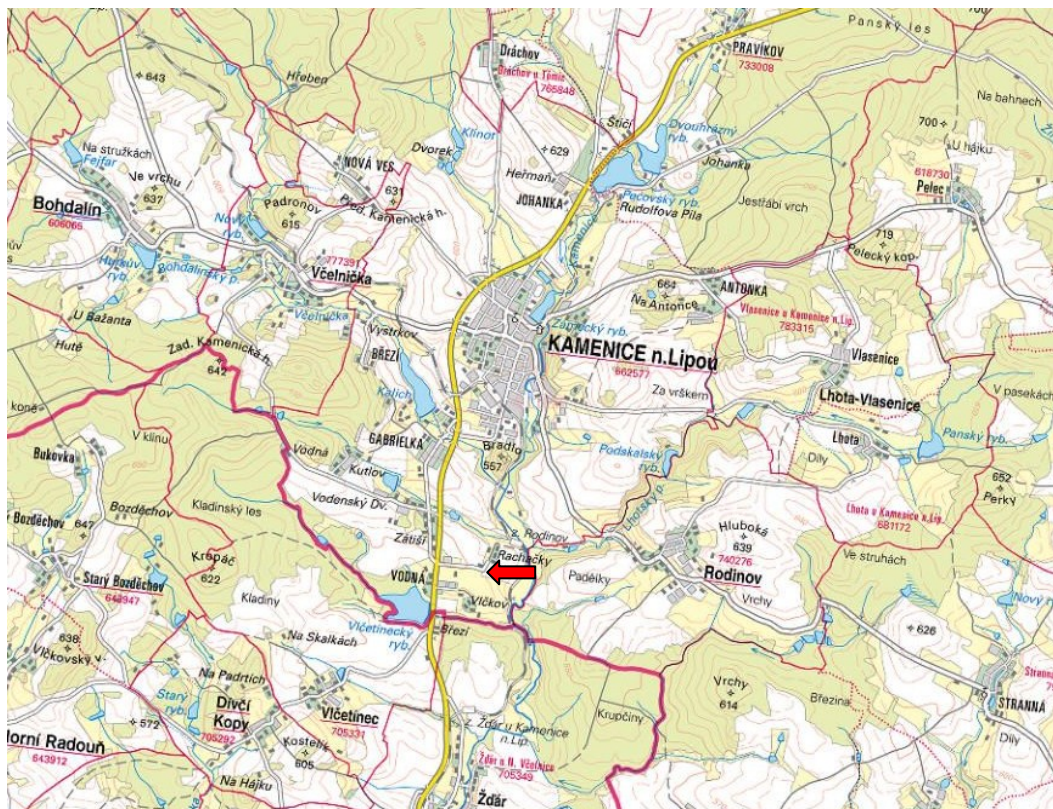 Panský les
PRAVÍKOV
733008
Dráchov
Dráchov u Těmic
765848
643
Hřeben
Na bahnech
700
U hájku
Štičí
Dvouhrázný
ryb.
Johanka
Klinot
Dvorek
629
Heřmaň
JOHANKA
Pecovský ryb.
Rudolfova Pila
Jestřábí vrch
618730
Pelec
Na stružkách
Fejfar
Ve vrchu
637
Bohdalín
606065
NOVÁ VES
631
Před. Kamenická h.
Padronov
615
Nový
ryb.
777391
Včelnička
Bohdalínský p.
Včelnička
Kamenice
719
Pelecký kop.
664
Na Antonce
ANTONKA
Vlasenice u Kamenice n.Lip.
783315
Vlasenice
Lhota-Vlasenice
Zámecký ryb.
KAMENICE n.Lipou
662577
Za vrškem
U Bažanta
Hutě
Zad. Kamenická h.
642
Vystrkov
BŘEZÍ
Kalich
GABRIELKA
Bradlo
557
V pasekách
Panský ryb.
Lhota
Díly
652
Perky
Podskalský
ryb.
Lhotský p.
koná
V klínu
Bukovka
Vodná
Kutlov
Vodenský Dv.
Kladinský les
Bozděchov
647
Kropáč
622
Starý Bozděchov
Zátiší
z. Rodinov
Rachačky
Hluboká
639
740276
Rodinov
Lhota u Kamenice n.Lip.
681172
Ve struhách
Padělky
Vrchy
VODNÁ
Vlčkov
Vlčetínecký
ryb.
Březí
Kladiny
Na Skalkách
626
638
Vlčkovský v.
Na Padrtích
Starý
ryb.
Dívčí
Kopy
705292
572
Vlčetínec
705331
Kostelík
605
Na Hájku
Horní Radouň
643912
Vrchy
614
Březina
Krupčiny
STRANNÁ
Díly
z. Žďár u Kamenice
n. Lip.
Žďár u N. Včelnice
705349
Žďár